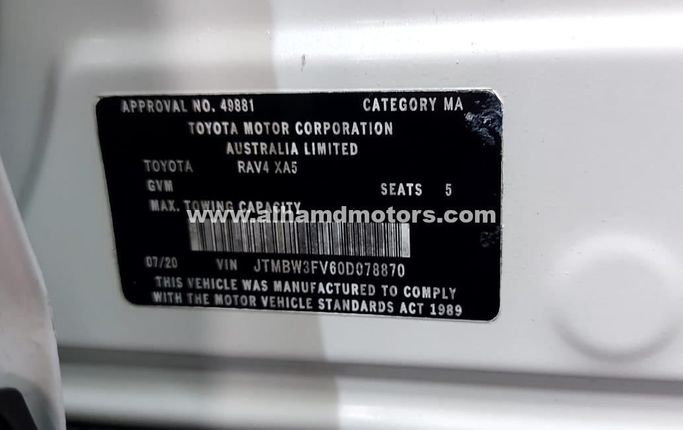 APPROVAL NO. 49881 CATEGORY MA
TOYOTA MOTOR CORPORATION
AUSTRALIA LIMITED
TOYOTA RAV4 XA5
GVM SEATS 5
MAX. TOWING CAPACITY
www.alhamdmotors.com
07/20 VIN JTMBW3FV60D078870
THIS VEHICLE WAS MANUFACTURED TO COMPLY
WITH THE MOTOR VEHICLE STANDARDS ACT 1989